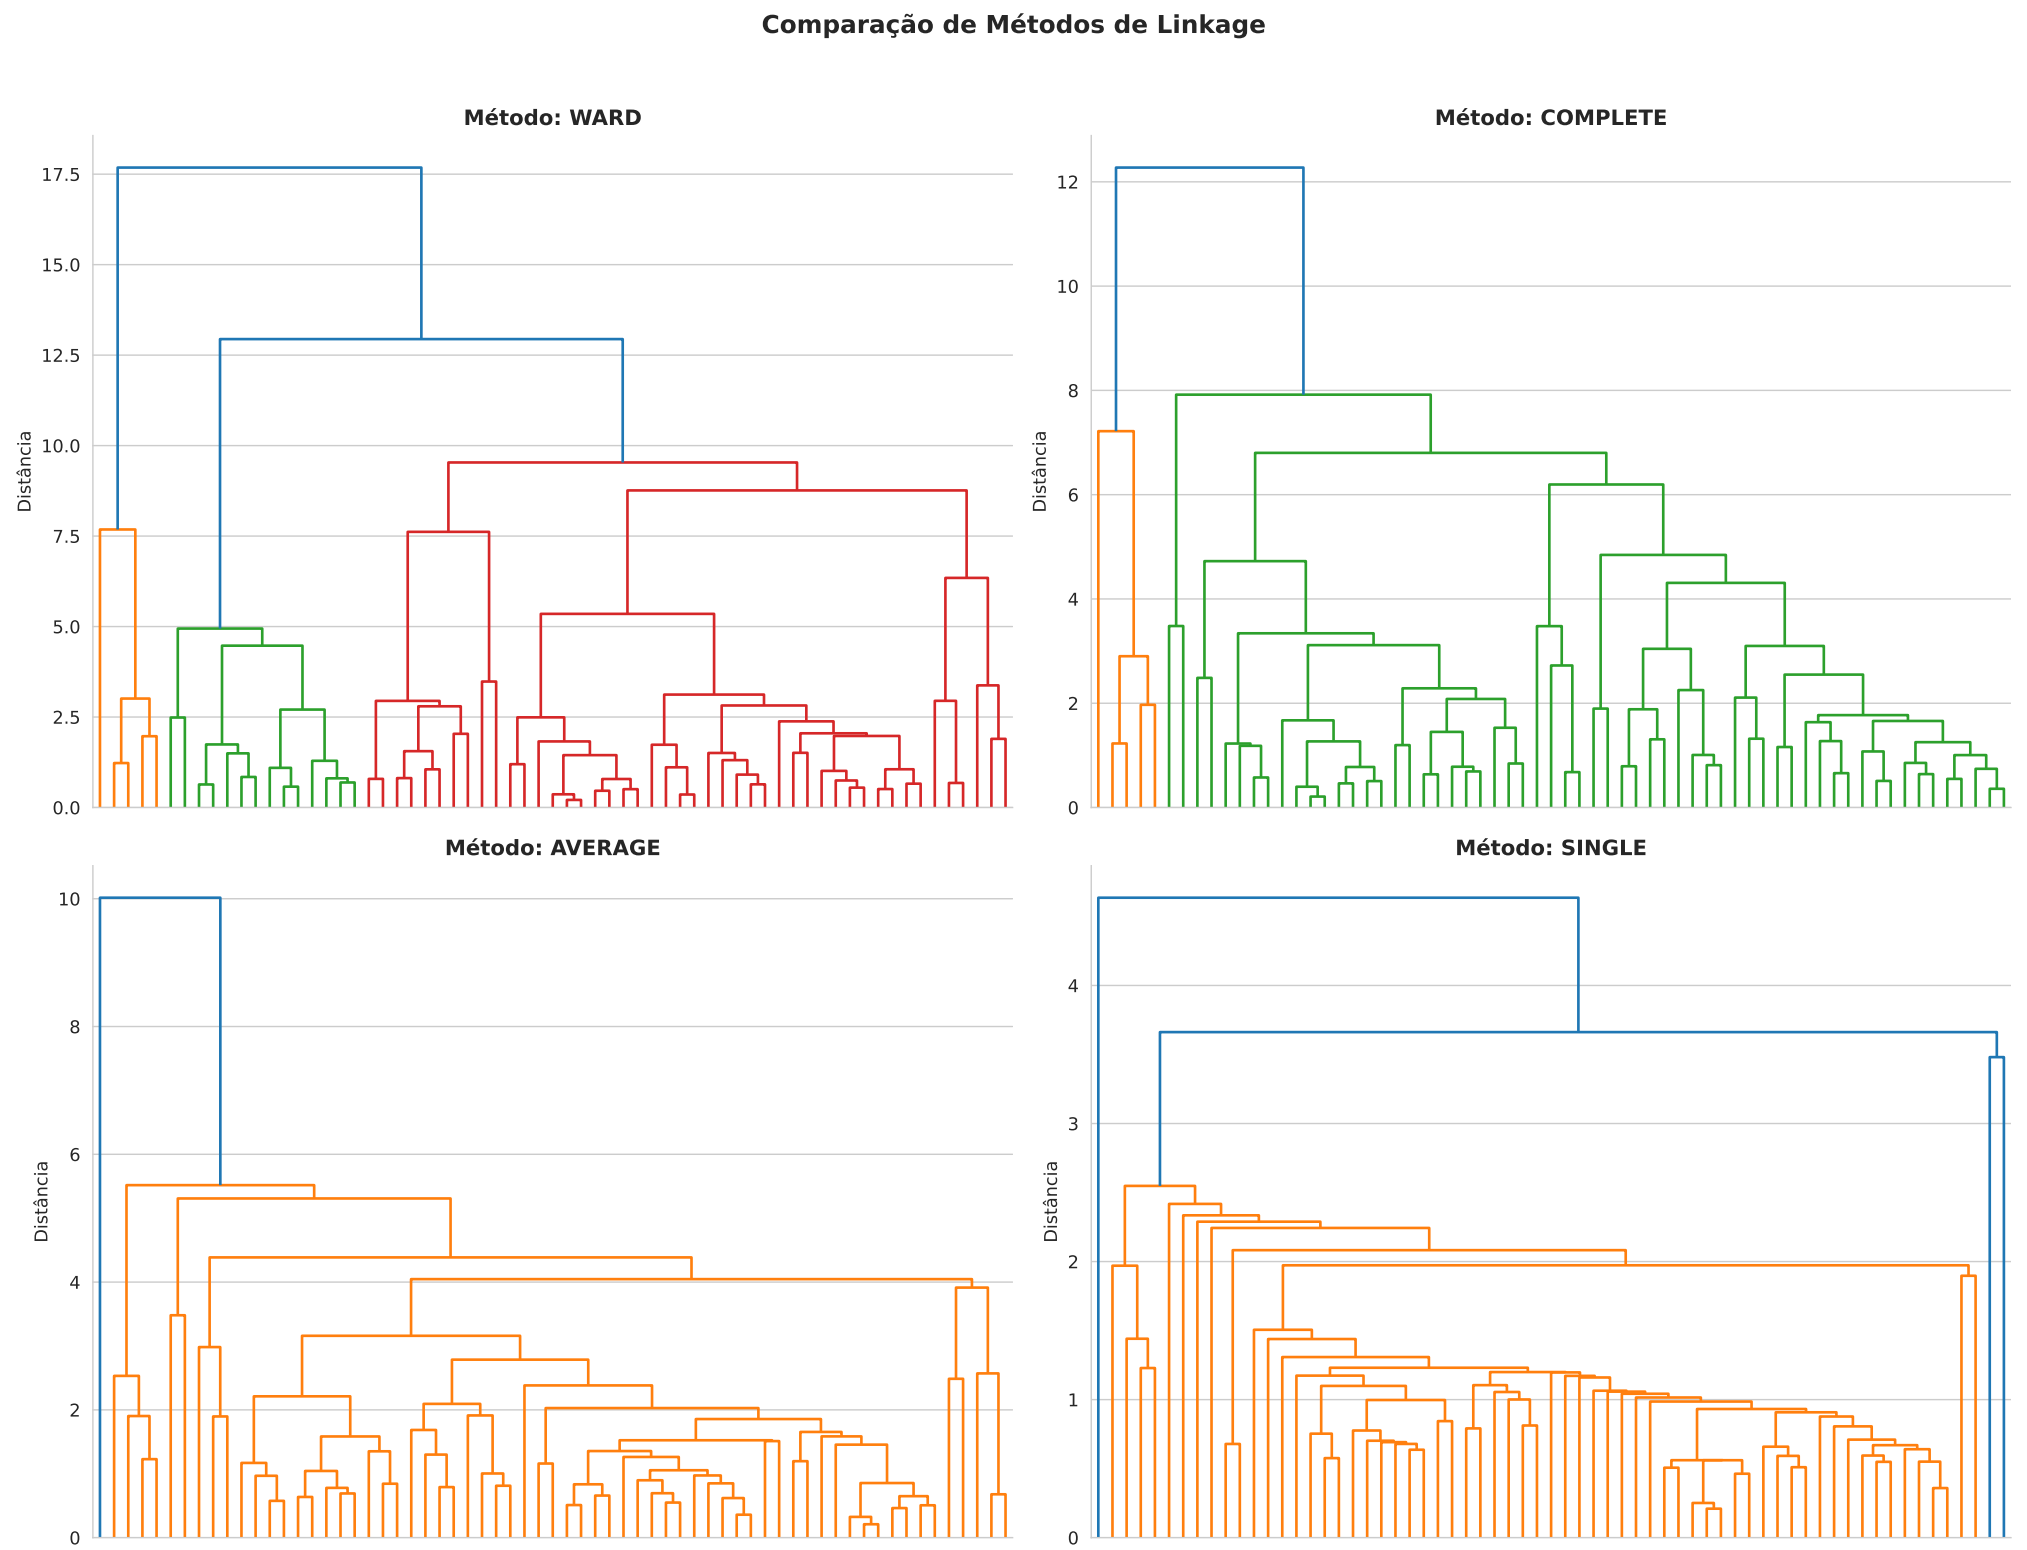 Comparação de Métodos de Linkage
Método: WARD
17.5
15.0
12.5
10.0
7.5
5.0
2.5
0.0
Distância
Método: COMPLETE
12
10
8
6
4
2
0
Distância
Método: AVERAGE
10
8
6
4
2
0
Distância
Método: SINGLE
4
3
2
1
0
Distância